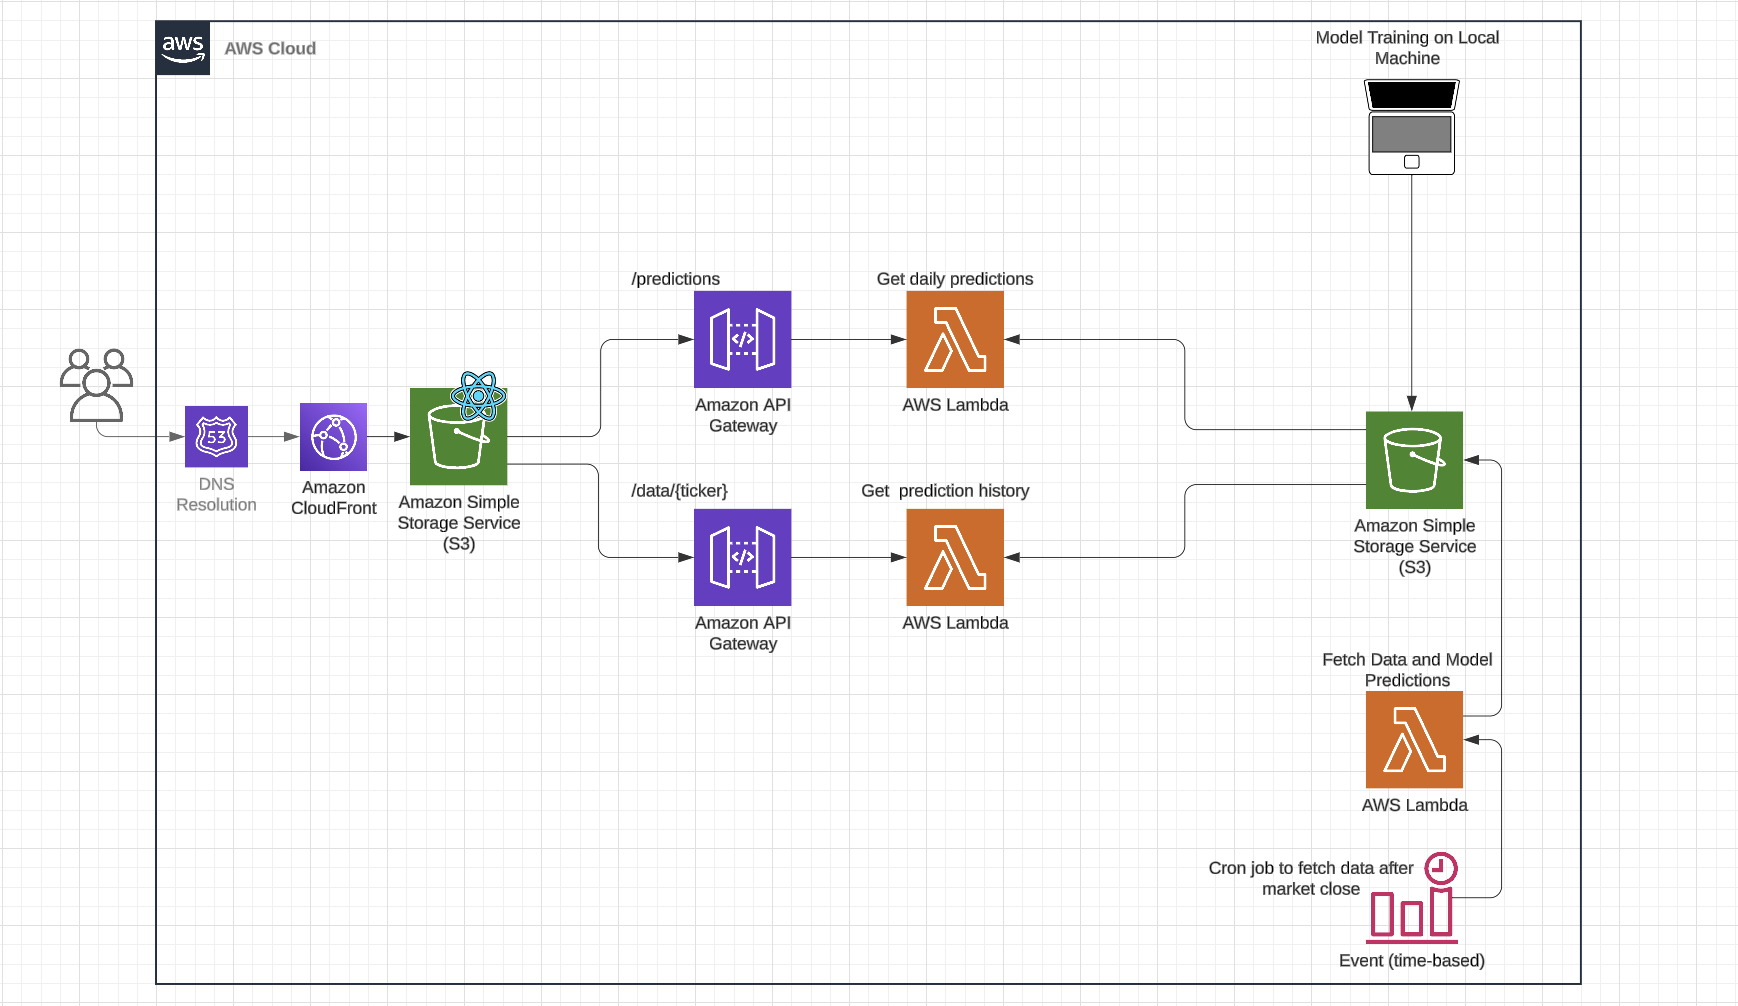 aws
AWS Cloud
Model Training on Local
Machine
/predictions
Get daily predictions
</>
Amazon API
Gateway
AWS Lambda
53
DNS
Resolution
Amazon
CloudFront
Amazon Simple
Storage Service
(S3)
/data/{ticker}
Get prediction history
</>
Amazon API
Gateway
AWS Lambda
Amazon Simple
Storage Service
(S3)
Fetch Data and Model
Predictions
AWS Lambda
Cron job to fetch data after
market close
Event (time-based)